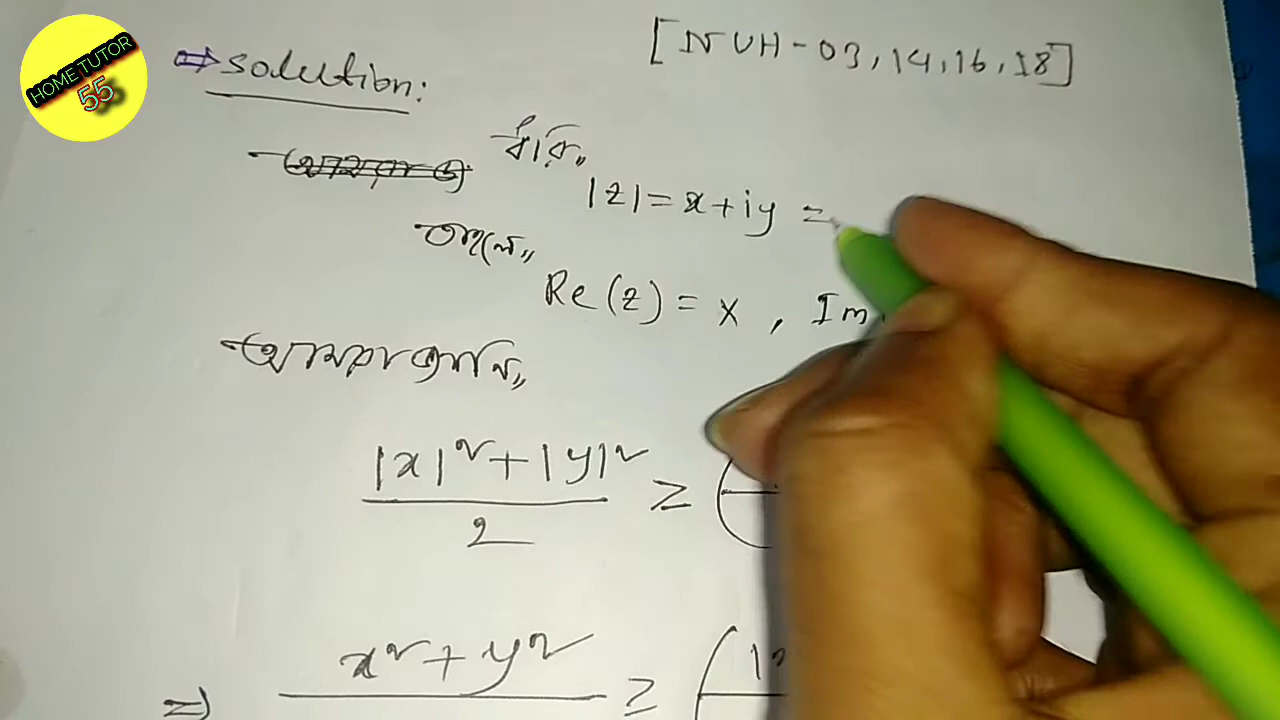 HOME TUTOR
55
⇒ solution:
[NUH-03, 14, 16, 18]
ধরি,,
|z| = x + iy =
তাহলে,,
Re(z) = x , Im
আমরা জানি,,
|x|² + |y|²
2
≥ (
⇒ x² + y² ≥ (